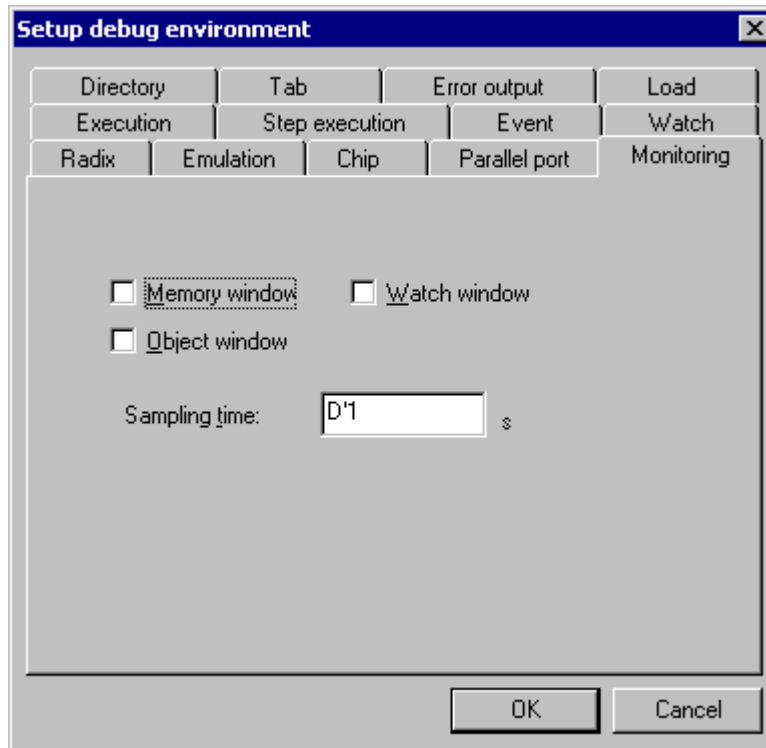 Setup debug environment
Directory Tab Error output Load
Execution Step execution Event Watch
Radix Emulation Chip Parallel port Monitoring
Memory window Watch window
Object window
Sampling time: D'1 s
OK Cancel